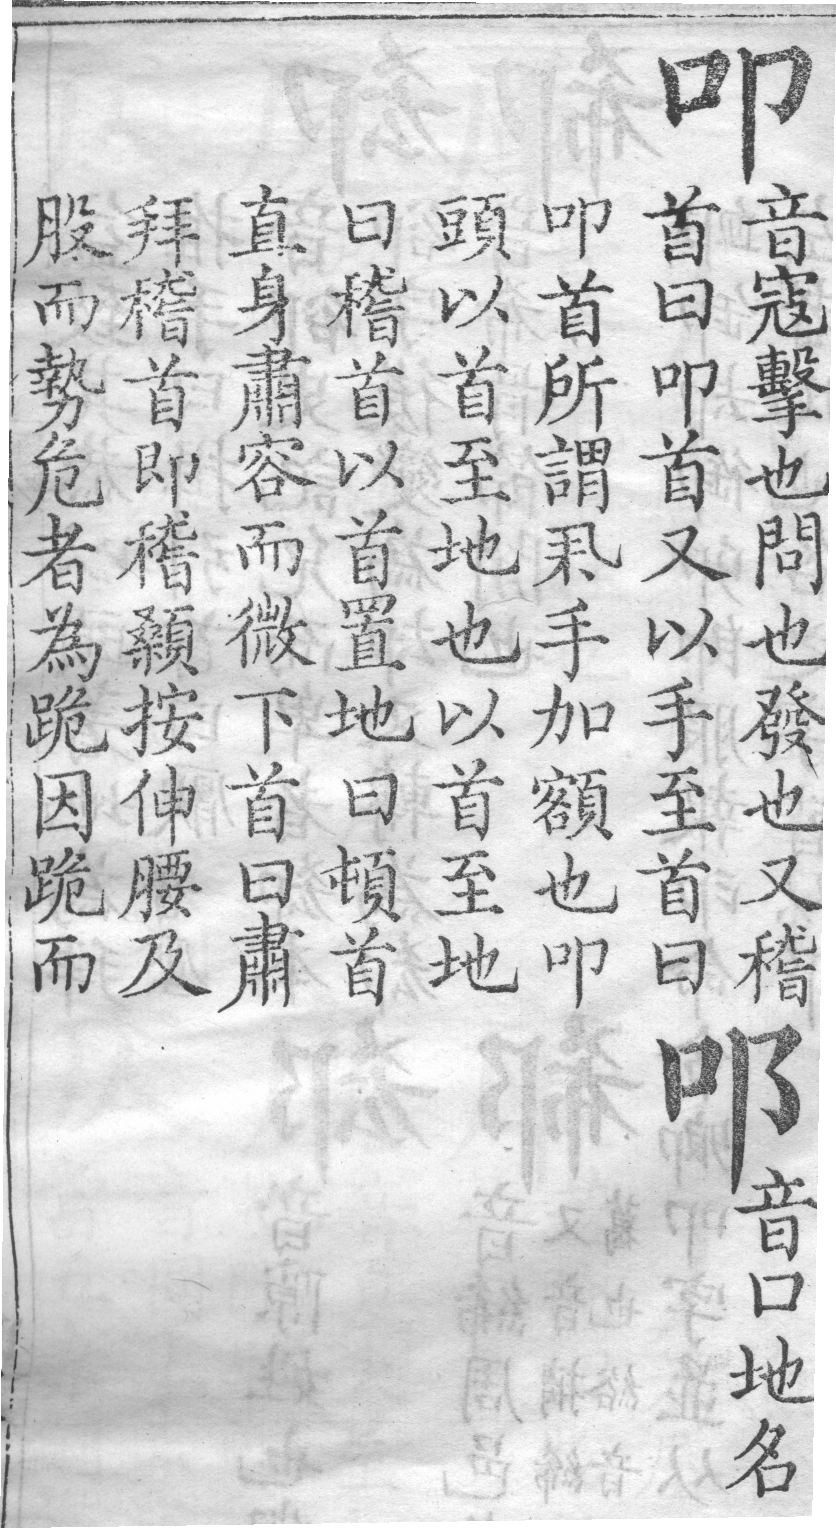 叩
音寇擊也問也發也又稽
首曰叩首又以手至首曰
叩首所謂手加額也叩
頭以首至地也以首至地
曰稽首以首置地曰頓首
直身肅容而微下首曰肅
拜稽首即稽顙按伸腰及
股而勢危者為跪因跪而
𨙫
音口地名